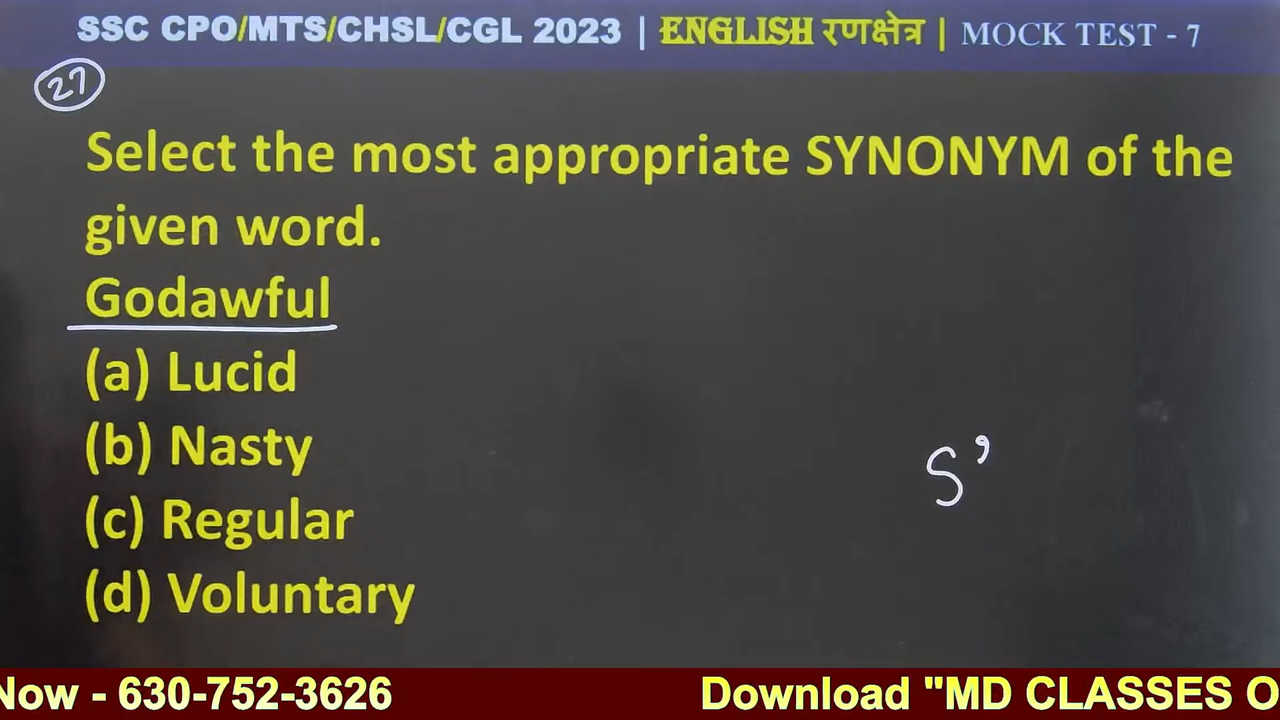 SSC CPO/MTS/CHSL/CGL 2023 | ENGLISH रणक्षेत्र | MOCK TEST - 7
27
Select the most appropriate SYNONYM of the
given word.
Godawful
(a) Lucid
(b) Nasty
(c) Regular
(d) Voluntary
S'
Now - 630-752-3626 Download "MD CLASSES O